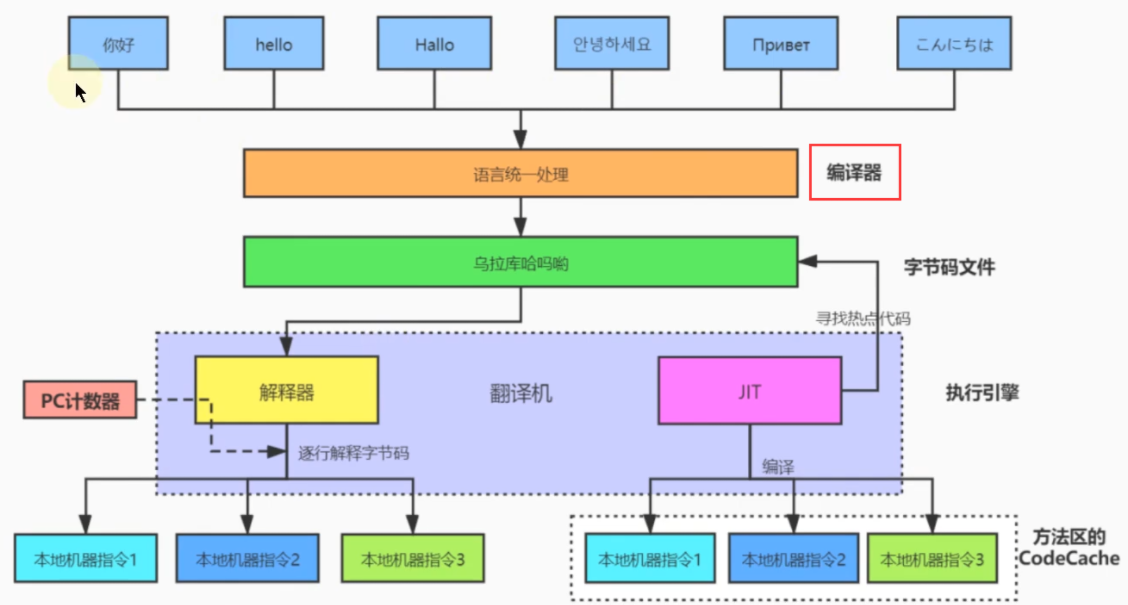 你好
hello
Hallo
안녕하세요
Привет
こんにちは
语言统一处理
编译器
乌拉库哈吗哟
字节码文件
寻找热点代码
解释器
翻译机
JIT
执行引擎
PC计数器
逐行解释字节码
编译
本地机器指令1
本地机器指令2
本地机器指令3
本地机器指令1
本地机器指令2
本地机器指令3
方法区的
CodeCache